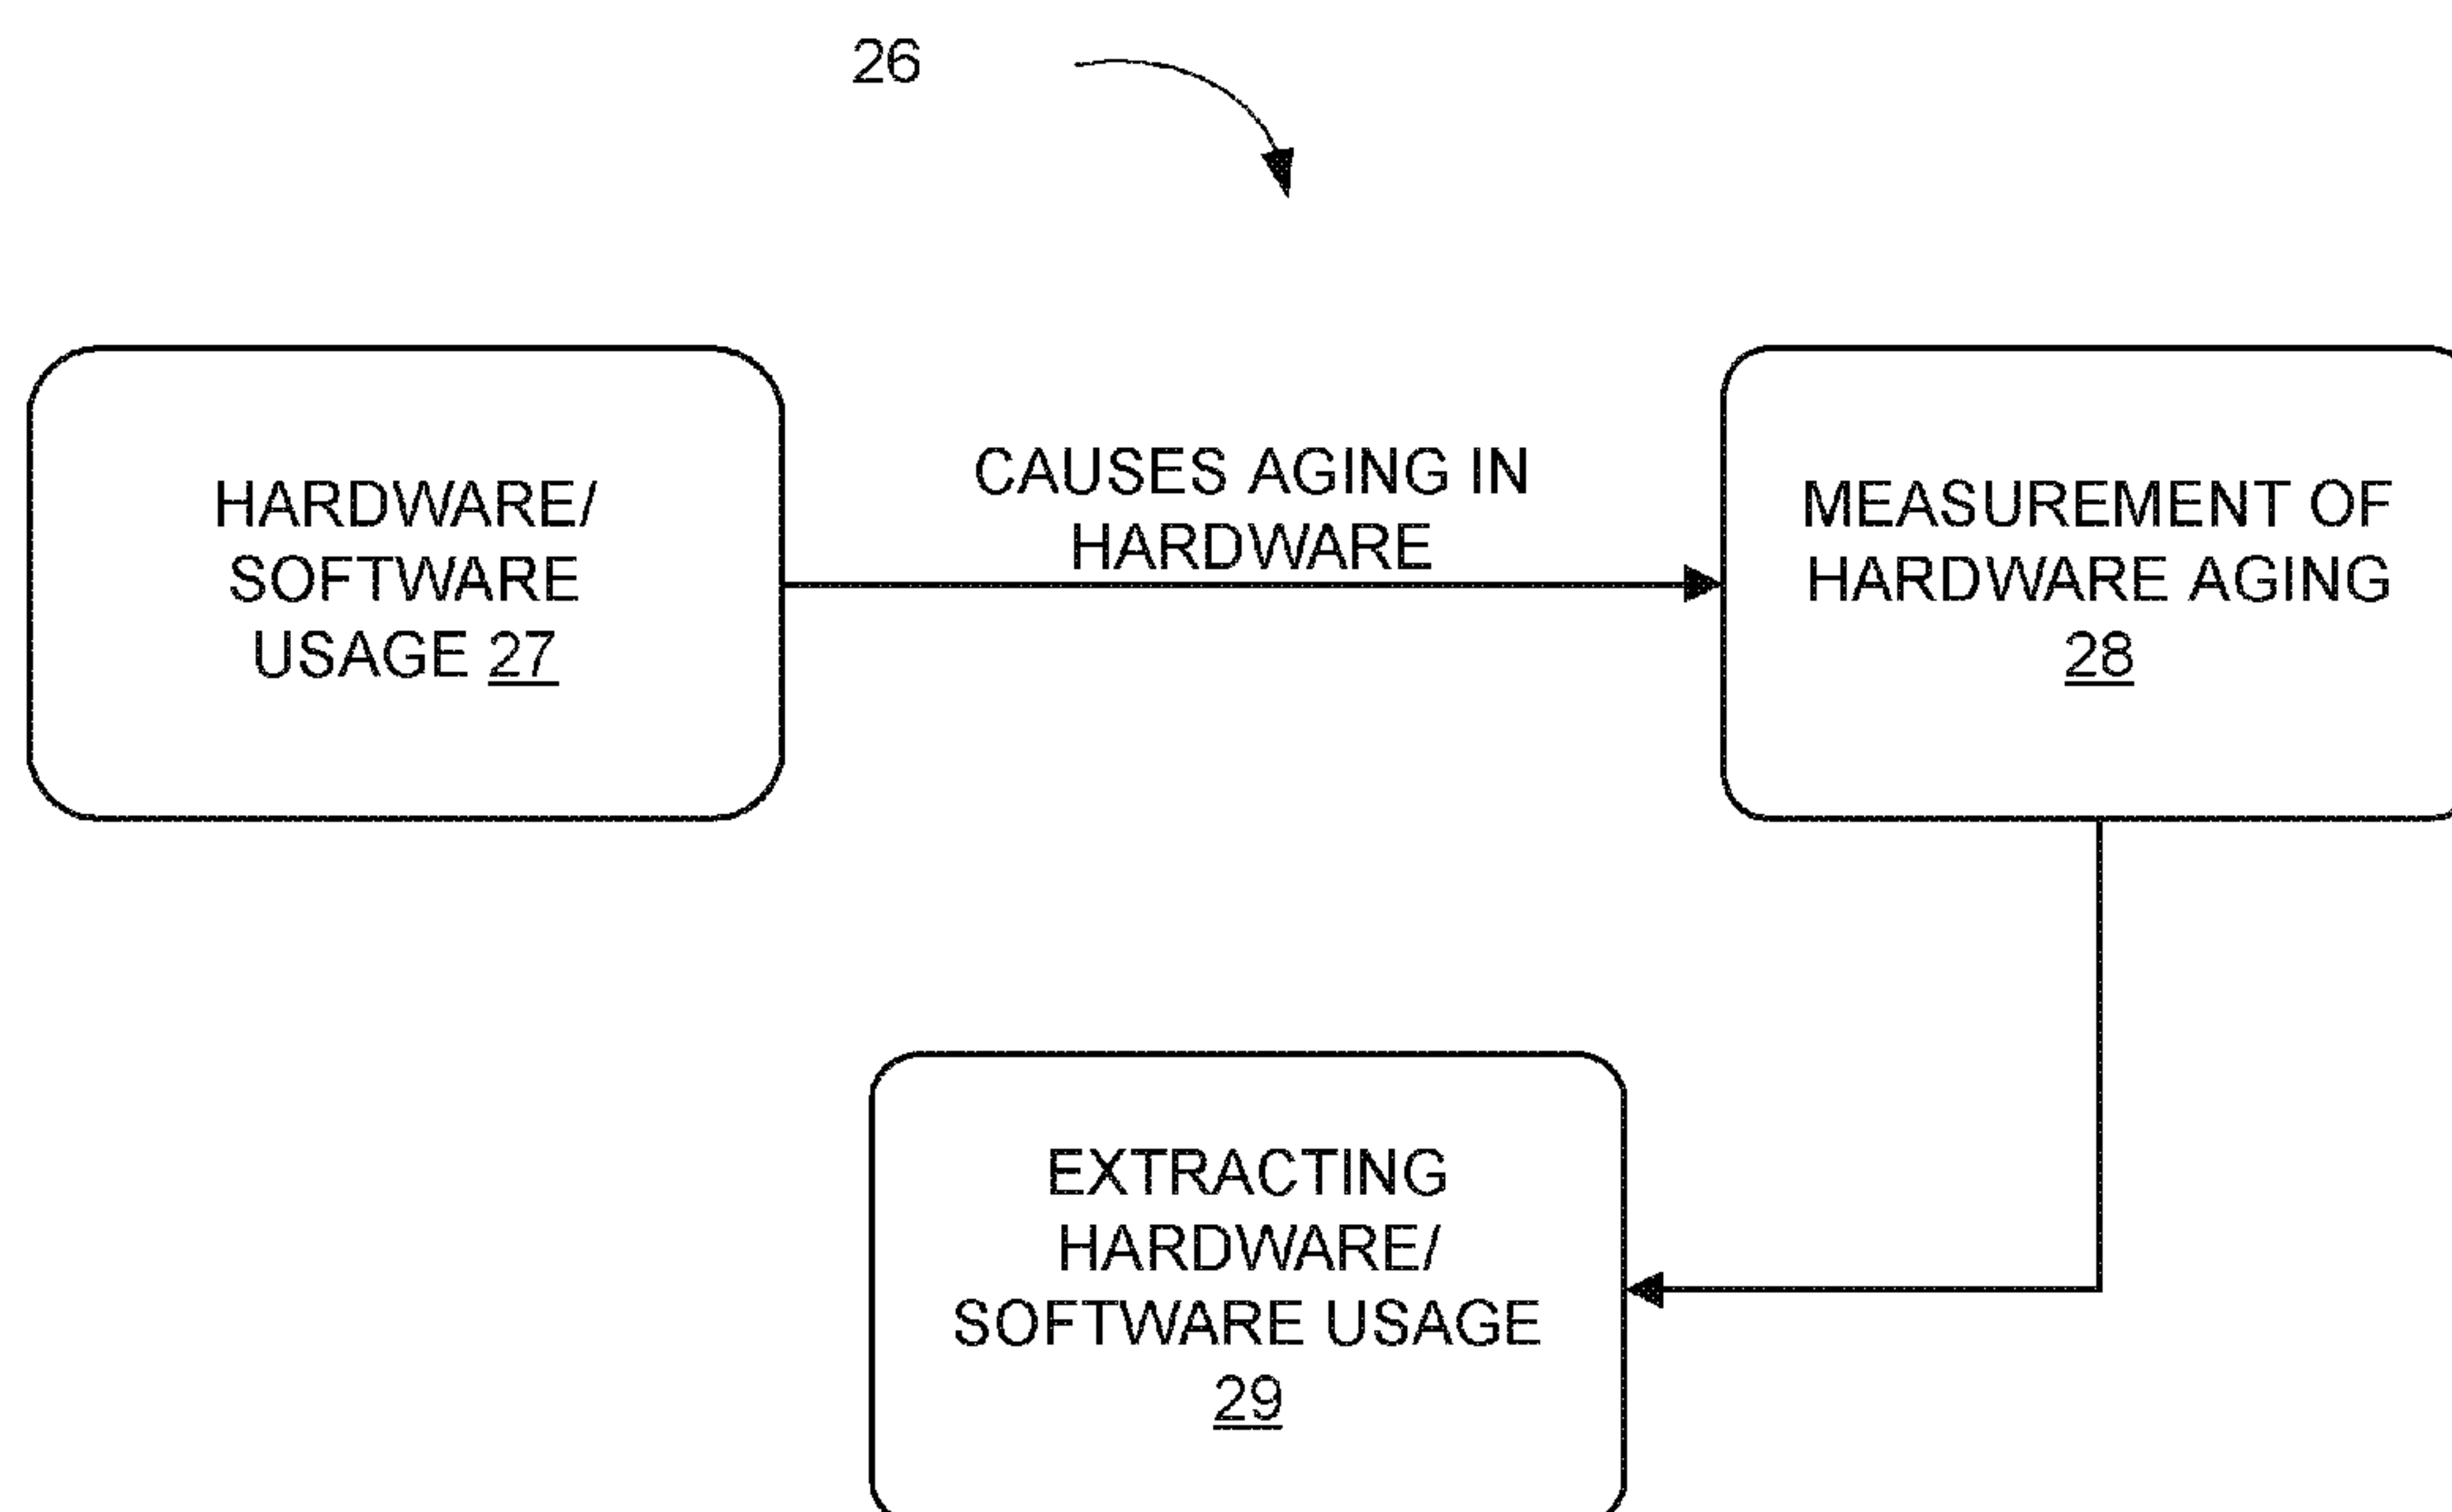 26
HARDWARE/
SOFTWARE
USAGE 27
CAUSES AGING IN
HARDWARE
MEASUREMENT OF
HARDWARE AGING
28
EXTRACTING
HARDWARE/
SOFTWARE USAGE
29